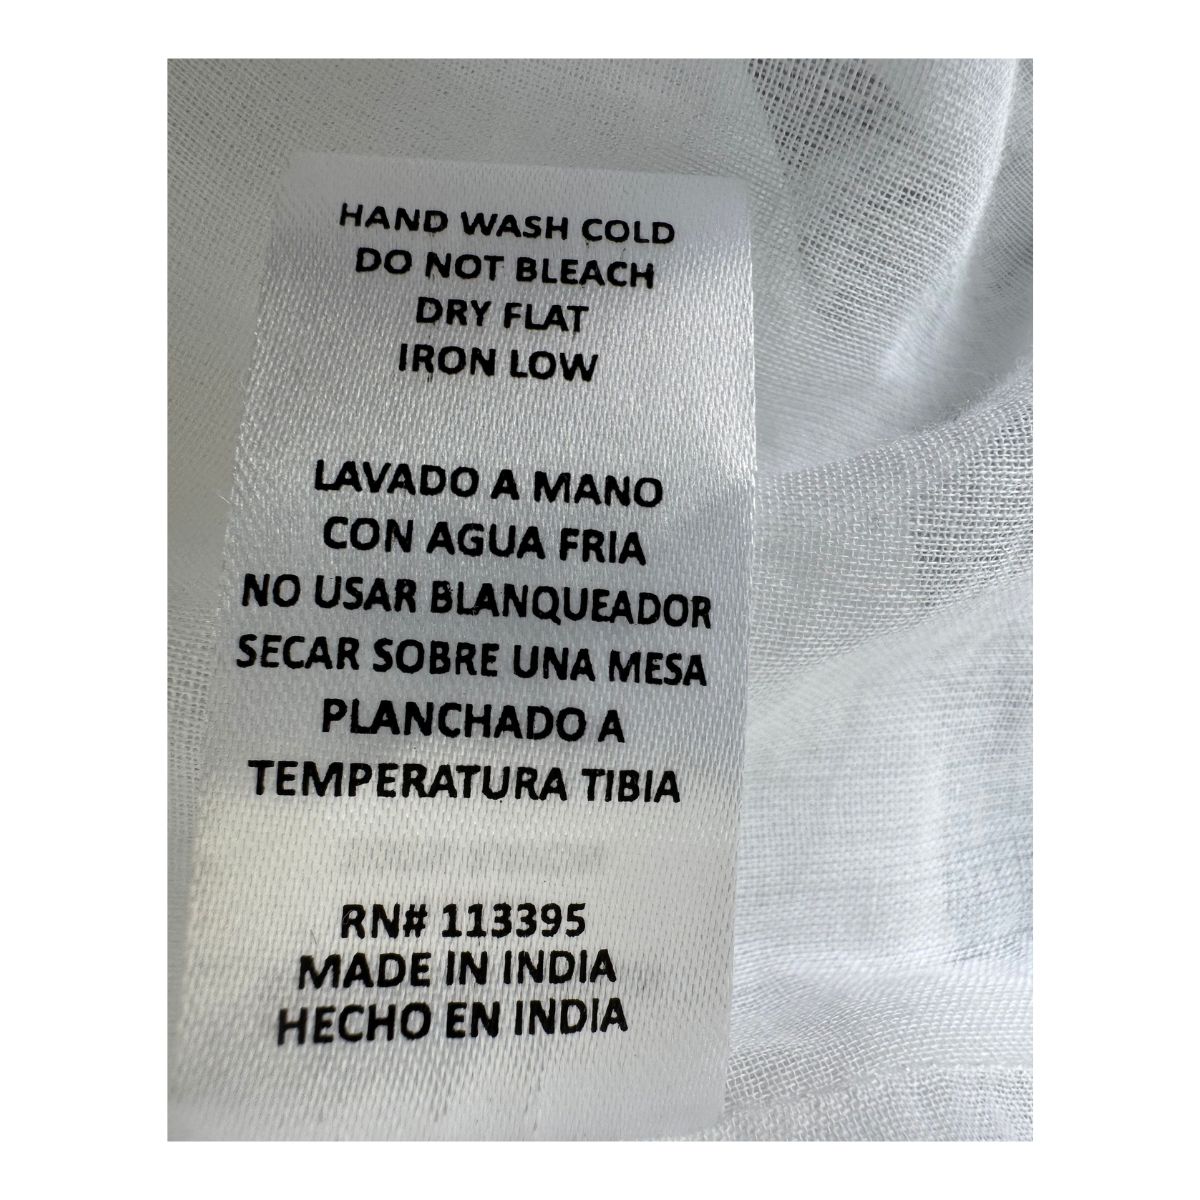 HAND WASH COLD
DO NOT BLEACH
DRY FLAT
IRON LOW
LAVADO A MANO
CON AGUA FRIA
NO USAR BLANQUEADOR
SECAR SOBRE UNA MESA
PLANCHADO A
TEMPERATURA TIBIA
RN# 113395
MADE IN INDIA
HECHO EN INDIA